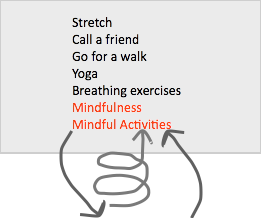 Stretch
Call a friend
Go for a walk
Yoga
Breathing exercises
Mindfulness
Mindful Activities